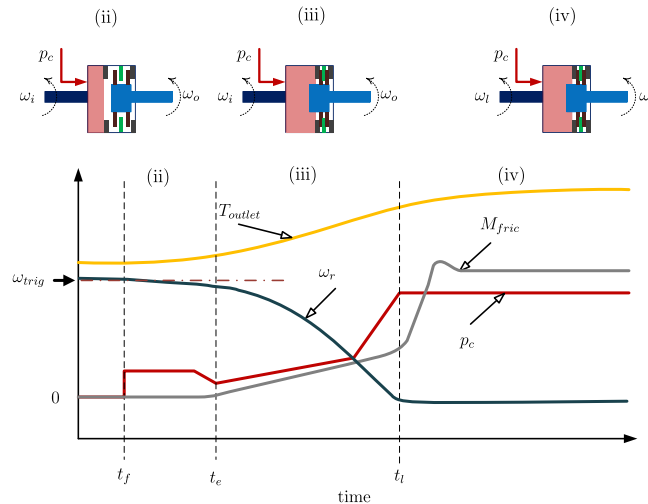 (ii) (iii) (iv)
p_c p_c p_c
ω_i ω_o ω_i ω_o ω_l ω
(ii) (iii) (iv)
T_outlet
M_fric
ω_trig
ω_r
p_c
0
t_f t_e t_l
time